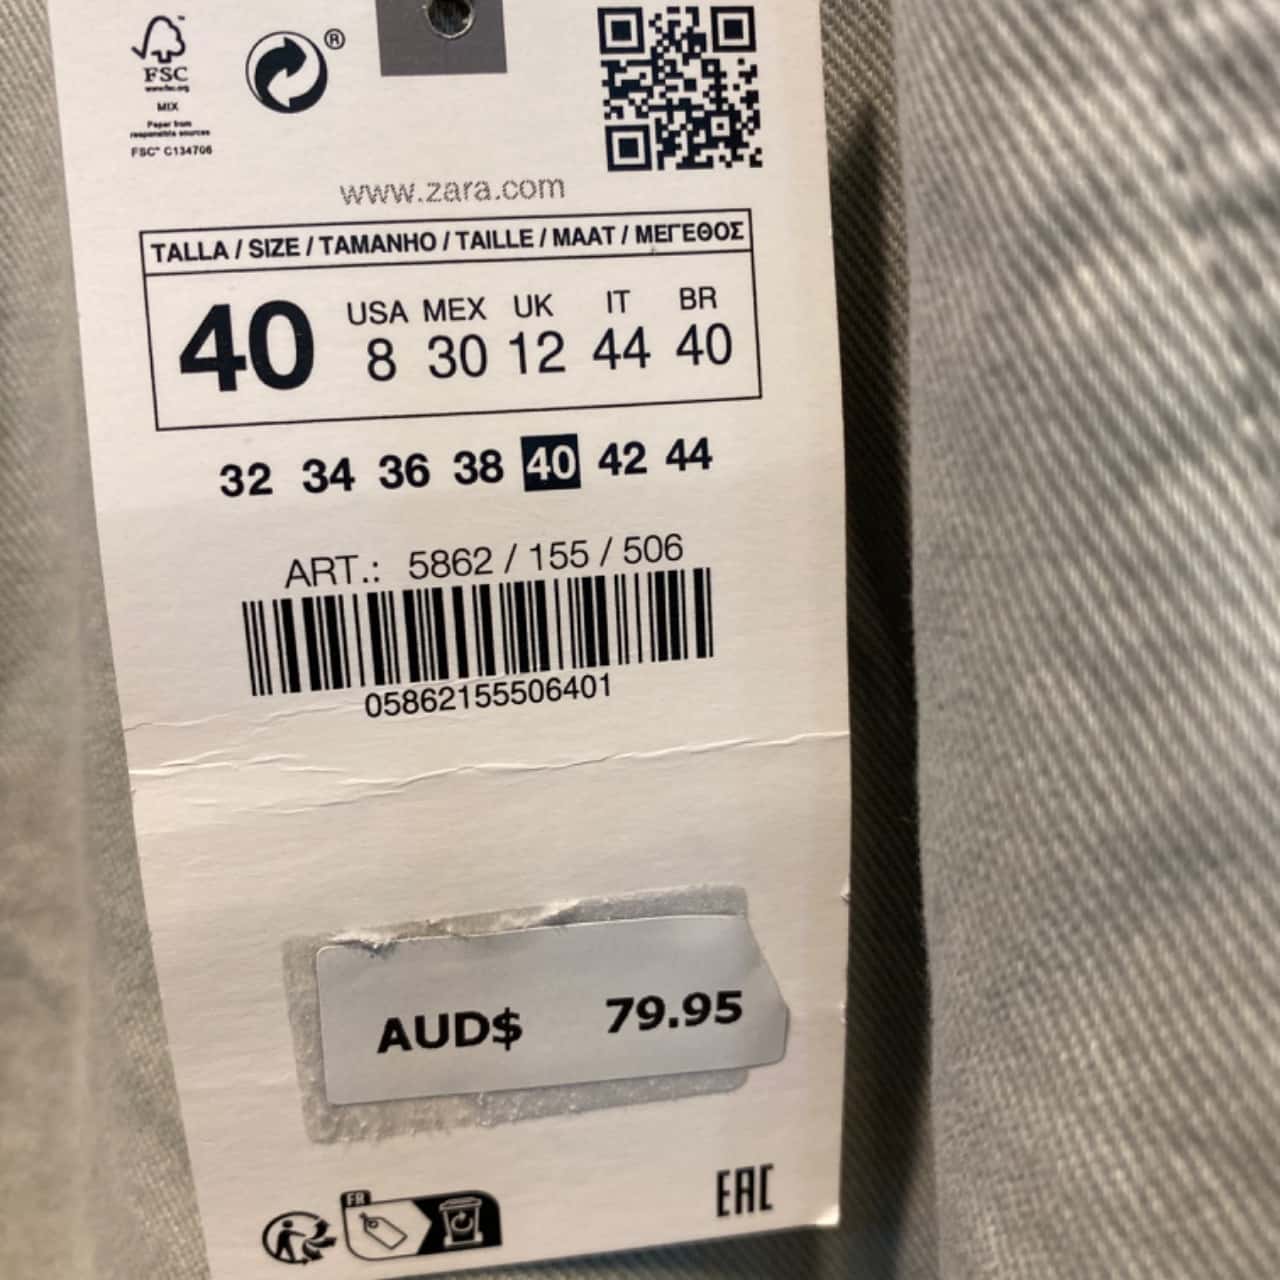 FSC
www.fsc.org
MIX
Paper from
responsible sources
FSC™ C134706
®
www.zara.com
TALLA / SIZE / TAMANHO / TAILLE / MAAT / ΜΕΓΕΘΟΣ
40
USA MEX UK IT BR
8 30 12 44 40
32 34 36 38 40 42 44
ART.: 5862 / 155 / 506
05862155506401
AUD$ 79.95
FR
EAC